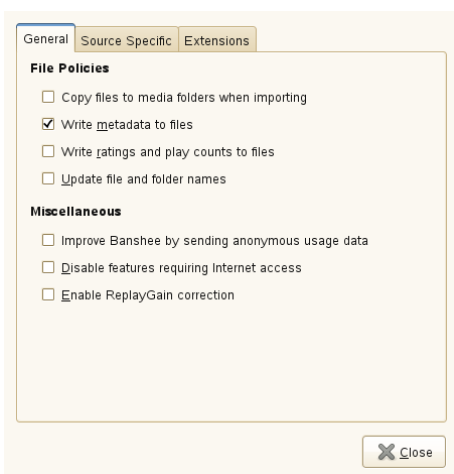 General Source Specific Extensions
File Policies
Copy files to media folders when importing
Write metadata to files
Write ratings and play counts to files
Update file and folder names
Miscellaneous
Improve Banshee by sending anonymous usage data
Disable features requiring Internet access
Enable ReplayGain correction
Close